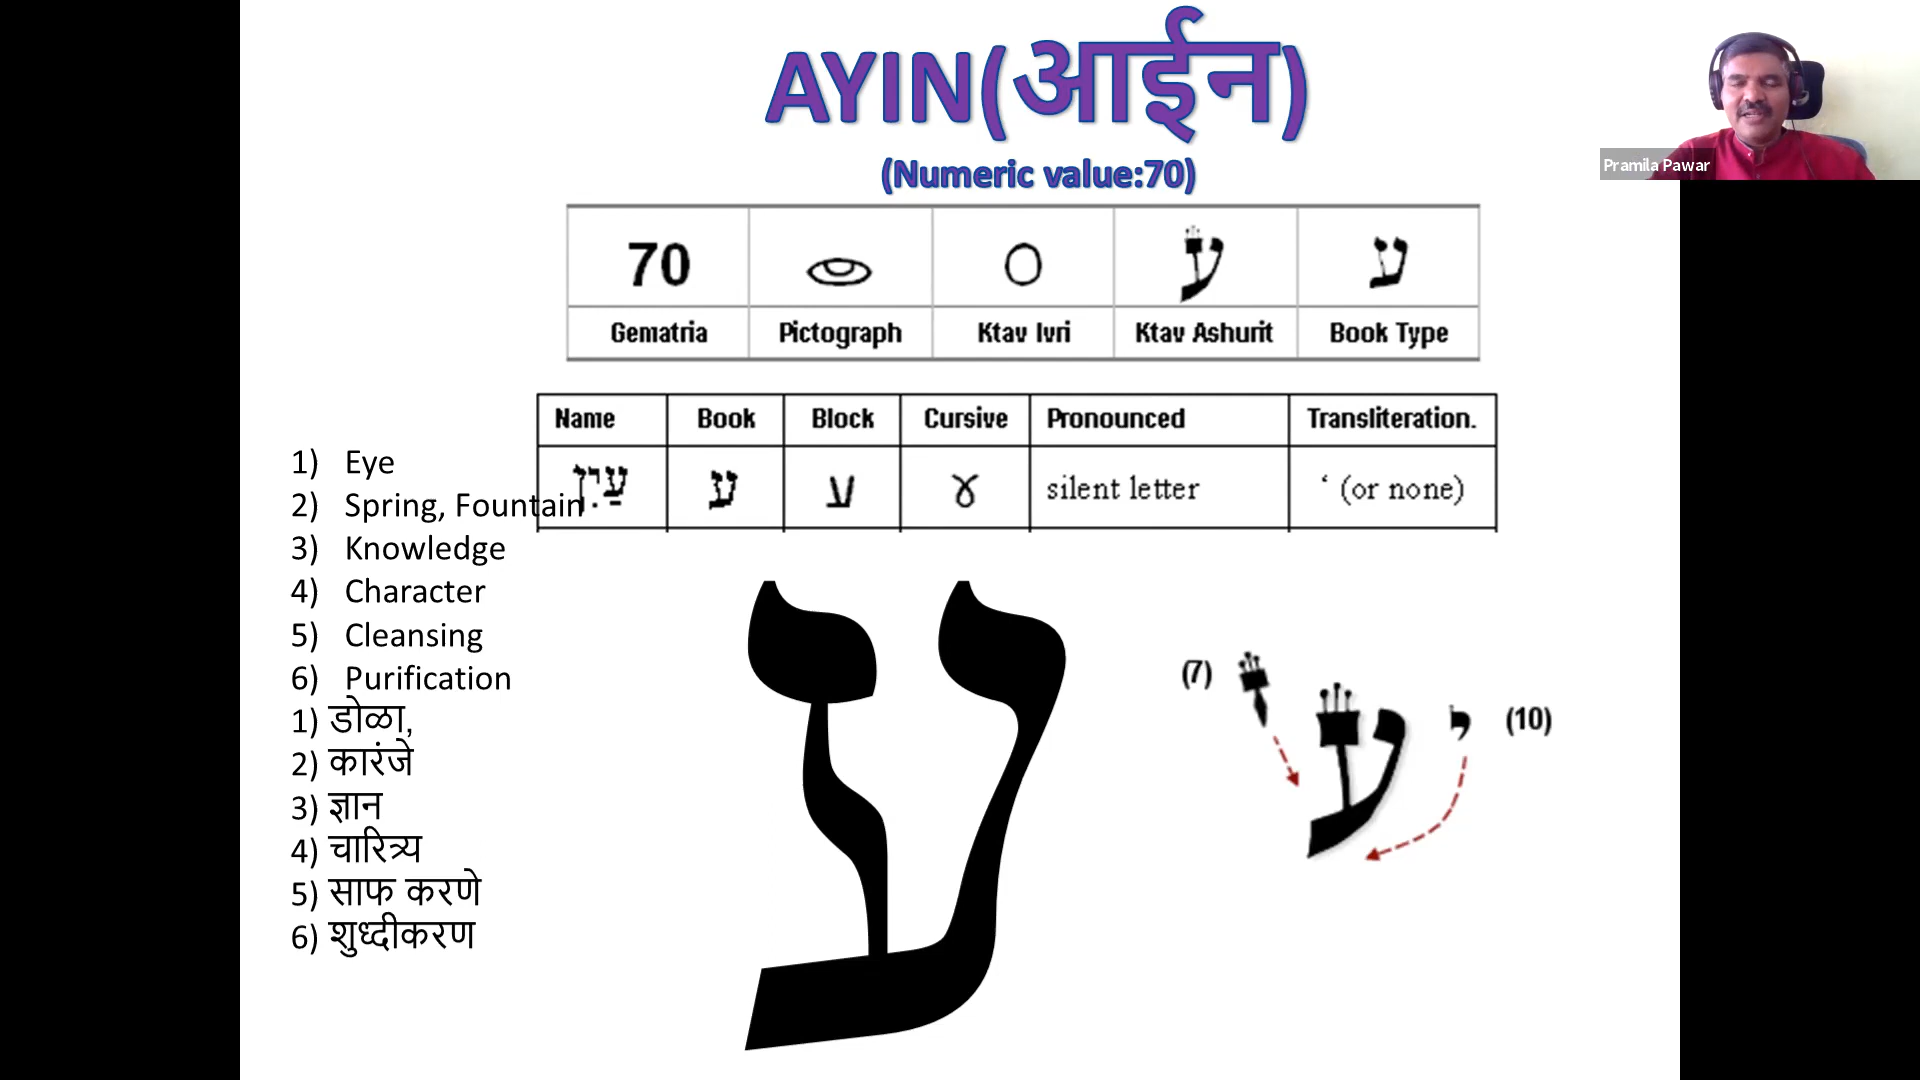 AYIN(आईन)
(Numeric value:70)
Pramila Pawar
70 ע ע
Gematria Pictograph Ktav Ivri Ktav Ashurit Book Type
Name Book Block Cursive Pronounced Transliteration.
עַיִן ע ע ע silent letter ‘ (or none)
1) Eye
2) Spring, Fountain
3) Knowledge
4) Character
5) Cleansing
6) Purification
1) डोळा,
2) कारंजे
3) ज्ञान
4) चारित्र्य
5) साफ करणे
6) शुध्दीकरण
ע
(7) ז ע י (10)